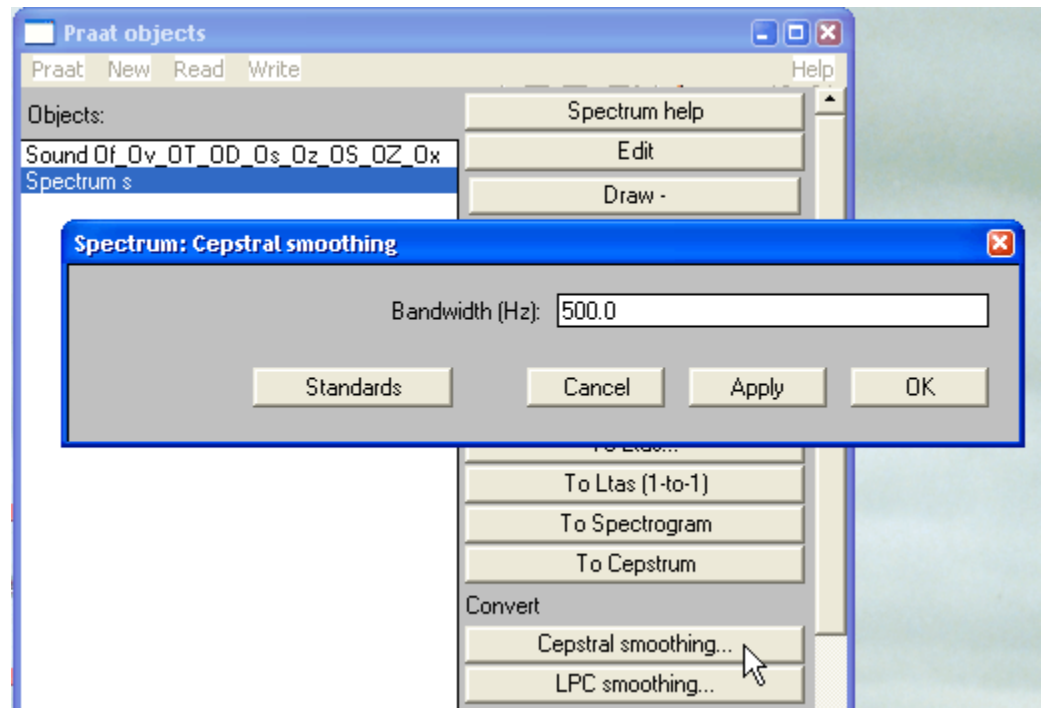 Praat objects
Praat New Read Write Help
Objects:
Spectrum help
Sound 0f_0v_0T_0D_0s_0z_0S_0Z_0x
Edit
Spectrum s
Draw -
Spectrum: Cepstral smoothing
Bandwidth (Hz): 500.0
Standards Cancel Apply OK
To Ltas...
To Ltas (1-to-1)
To Spectrogram
To Cepstrum
Convert
Cepstral smoothing...
LPC smoothing...